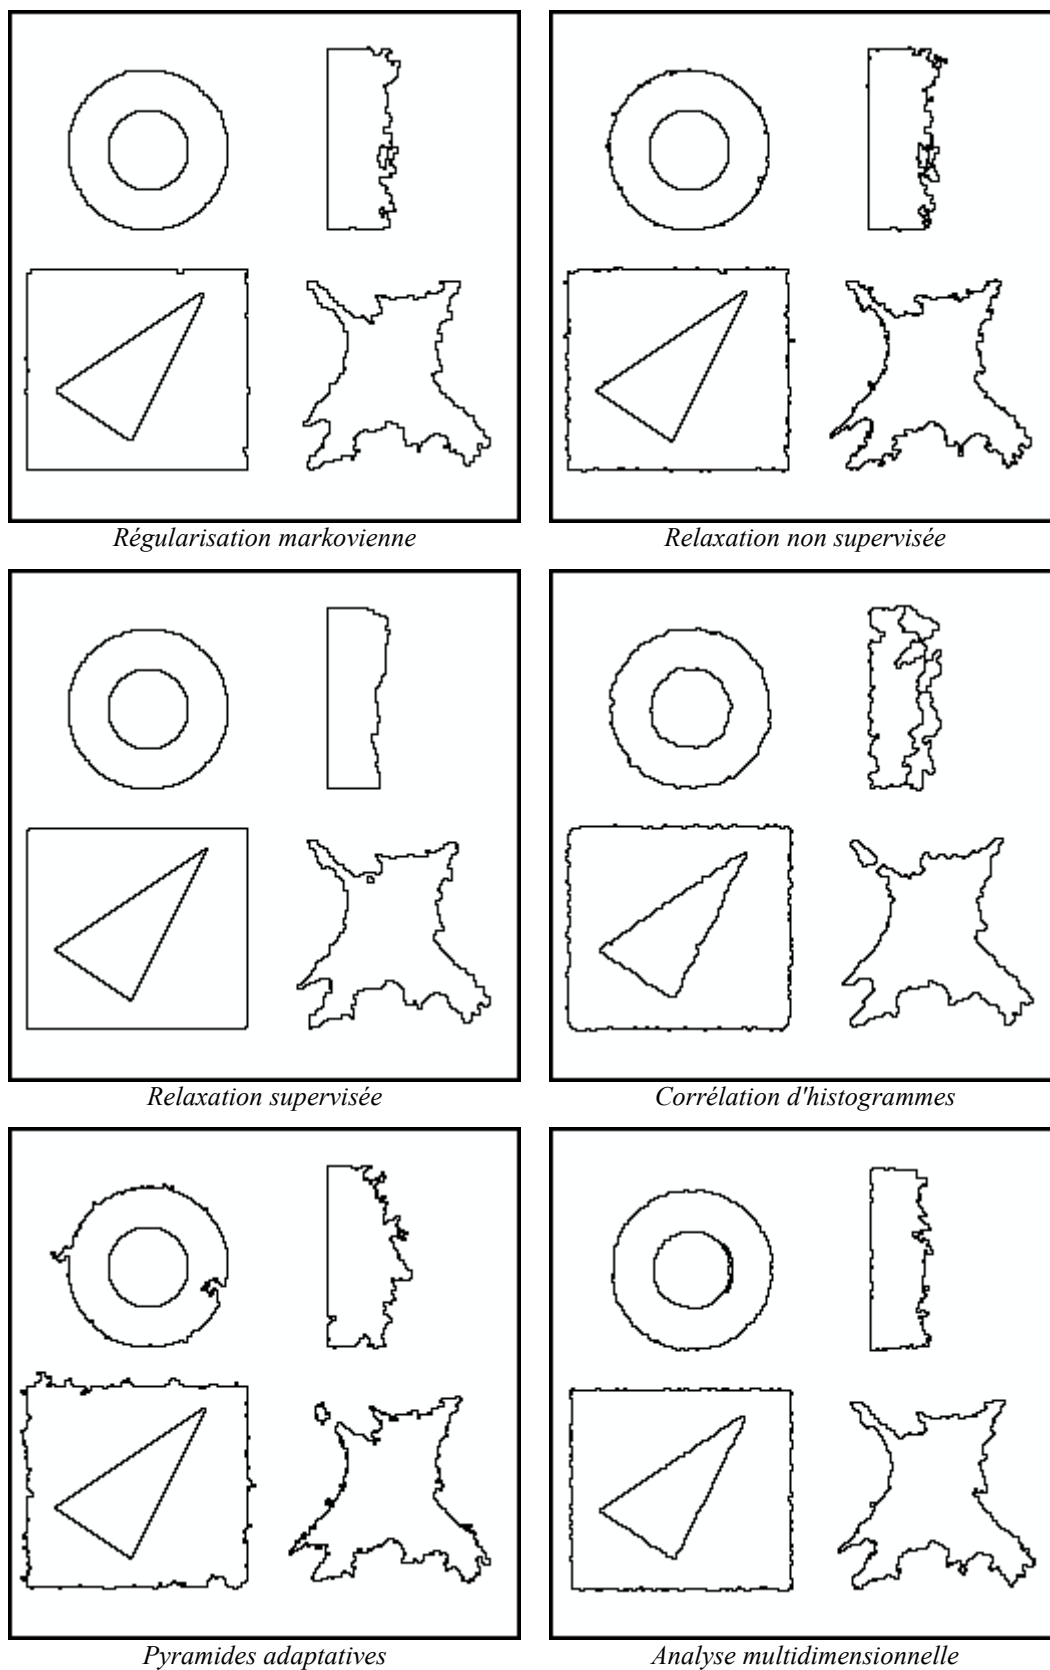 Régularisation markovienne
Relaxation non supervisée
Relaxation supervisée
Corrélation d'histogrammes
Pyramides adaptatives
Analyse multidimensionnelle